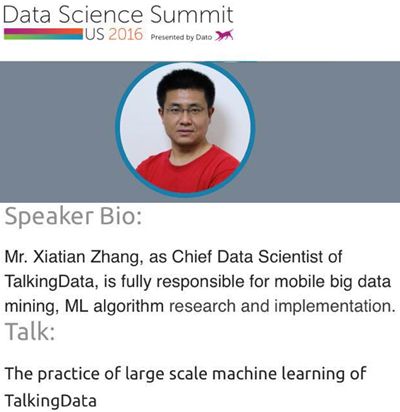 Data Science Summit
US 2016 Presented by Dato
Speaker Bio:
Mr. Xiatian Zhang, as Chief Data Scientist of
TalkingData, is fully responsible for mobile big data
mining, ML algorithm research and implementation.
Talk:
The practice of large scale machine learning of
TalkingData